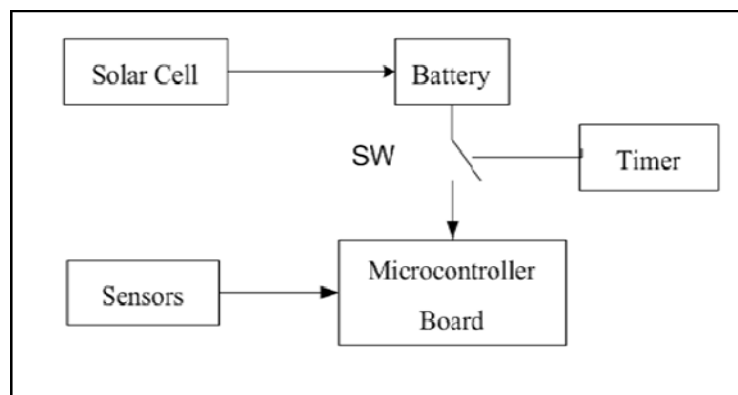 Solar Cell
Battery
SW
Timer
Sensors
Microcontroller
Board